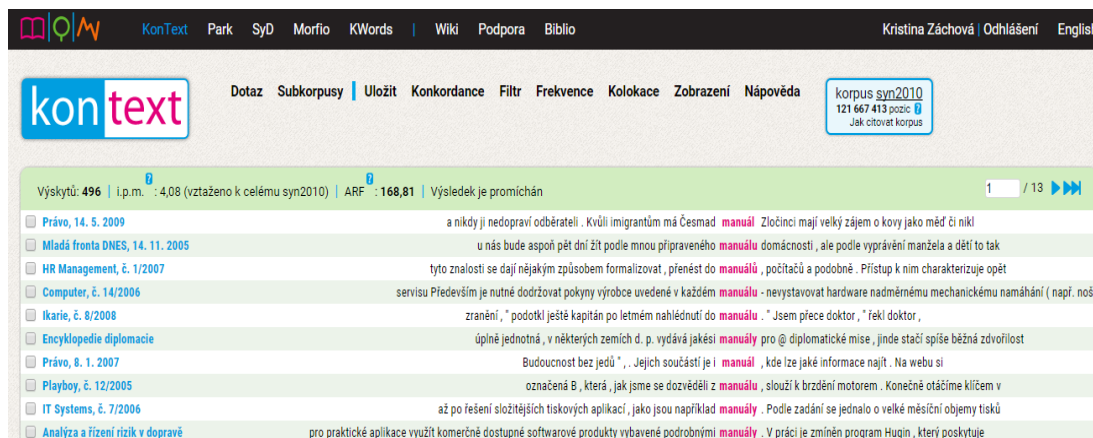 KonText Park SyD Morfio KWords | Wiki Podpora Biblio Kristina Záchová | Odhlášení English
kontext
Dotaz Subkorpusy | Uložit Konkordance Filtr Frekvence Kolokace Zobrazení Nápověda
korpus syn2010
121 667 413 pozic ?
Jak citovat korpus
Výskytů: 496 | i.p.m. ? : 4,08 (vztaženo k celému syn2010) | ARF ? : 168,81 | Výsledek je promíchán 1 / 13
Právo, 14. 5. 2009 a nikdy ji nedopraví odběrateli . Kvůli imigrantům má Česmad manuál Zločinci mají velký zájem o kovy jako měď či nikl
Mladá fronta DNES, 14. 11. 2005 u nás bude aspoň pět dní žít podle mnou připraveného manuálu domácnosti , ale podle vyprávění manžela a dětí to tak
HR Management, č. 1/2007 tyto znalosti se dají nějakým způsobem formalizovat , přenést do manuálů , počítačů a podobně . Přístup k nim charakterizuje opět
Computer, č. 14/2006 servisu Především je nutné dodržovat pokyny výrobce uvedené v každém manuálu - nevystavovat hardware nadměrnému mechanickému namáhání ( např. noš
Ikarie, č. 8/2008 zranění , " podotkl ještě kapitán po letmém nahlédnutí do manuálu . " Jsem přece doktor , " řekl doktor ,
Encyklopedie diplomacie úplně jednotná , v některých zemích d. p. vydává jakési manuály pro @ diplomatické mise , jinde stačí spíše běžná zdvořilost
Právo, 8. 1. 2007 Budoucnost bez jedů " , . Jejich součástí je i manuál , kde lze jaké informace najít . Na webu si
Playboy, č. 12/2005 označená B , která , jak jsme se dozvěděli z manuálu , slouží k brzdění motorem . Konečně otáčíme klíčem v
IT Systems, č. 7/2006 až po řešení složitějších tiskových aplikací , jako jsou například manuály . Podle zadání se jednalo o velké měsíční objemy tisků
Analýza a řízení rizik v dopravě pro praktické aplikace využít komerčně dostupné softwarové produkty vybavené podrobnými manuály . V práci je zmíněn program Hugin , který poskytuje